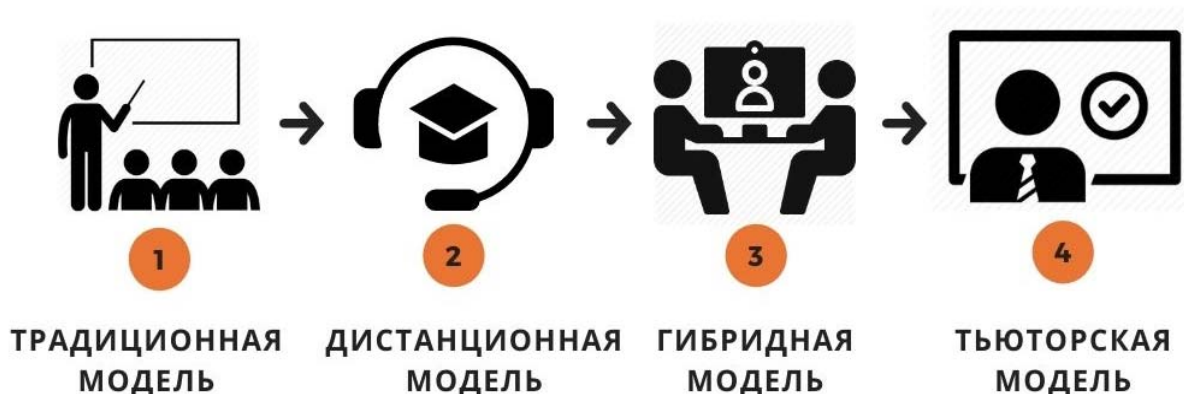 1
2
3
4
ТРАДИЦИОННАЯ
МОДЕЛЬ
ДИСТАНЦИОННАЯ
МОДЕЛЬ
ГИБРИДНАЯ
МОДЕЛЬ
ТЬЮТОРСКАЯ
МОДЕЛЬ